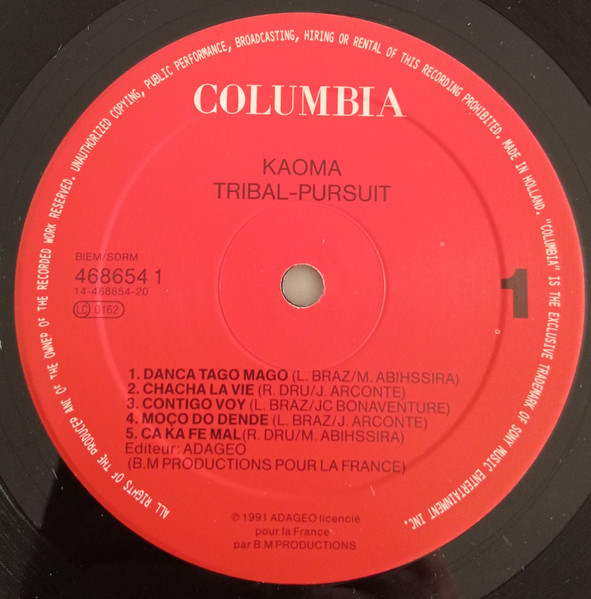 ALL RIGHTS OF THE PRODUCER AND OF THE OWNER OF THE RECORDED WORK RESERVED. UNAUTHORIZED COPYING, PUBLIC PERFORMANCE, BROADCASTING, HIRING OR RENTAL OF THIS RECORDING PROHIBITED. MADE IN HOLLAND. "COLUMBIA" IS THE EXCLUSIVE TRADEMARK OF SONY MUSIC ENTERTAINMENT INC.
COLUMBIA
KAOMA
TRIBAL-PURSUIT
BIEM/SDRM
468654 1
14-468654-20
LC 0162
1
1. DANCA TAGO MAGO (L. BRAZ/M. ABIHSSIRA)
2. CHACHA LA VIE (R. DRU/J. ARCONTE)
3. CONTIGO VOY (L. BRAZ/JC BONAVENTURE)
4. MOÇO DO DENDE (L. BRAZ/J. ARCONTE)
5. CA KA FE MAL (R. DRU/M. ABIHSSIRA)
Editeur: ADAGEO
(B.M PRODUCTIONS POUR LA FRANCE)
℗ 1991 ADAGEO licencié
pour la France
par B.M PRODUCTIONS